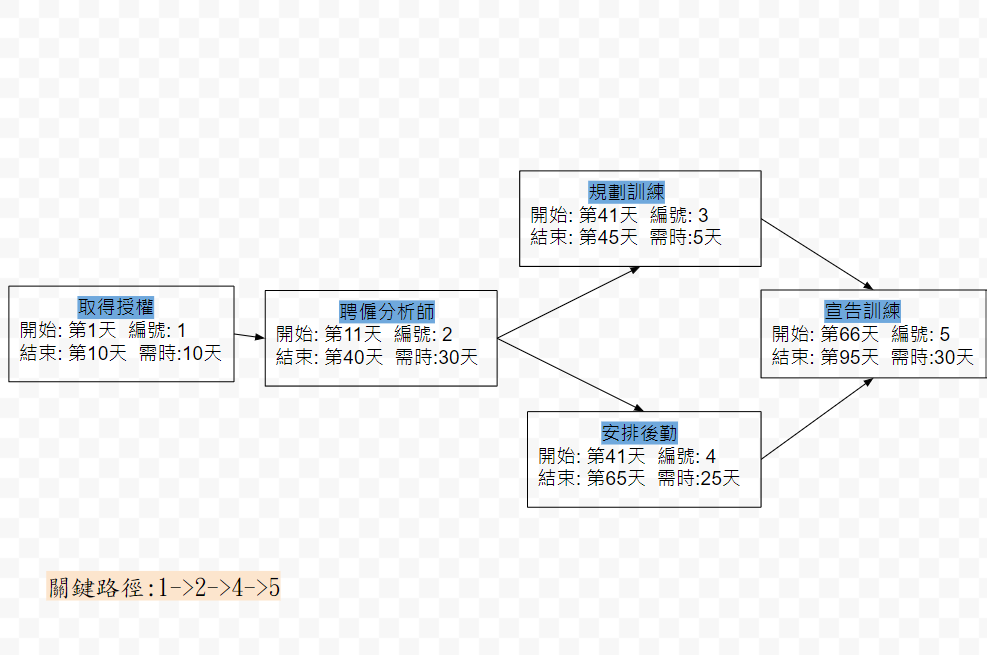 規劃訓練
開始: 第41天 編號: 3
結束: 第45天 需時:5天
取得授權
開始: 第1天 編號: 1
結束: 第10天 需時:10天
聘僱分析師
開始: 第11天 編號: 2
結束: 第40天 需時:30天
宣告訓練
開始: 第66天 編號: 5
結束: 第95天 需時:30天
安排後勤
開始: 第41天 編號: 4
結束: 第65天 需時:25天
關鍵路徑:1->2->4->5